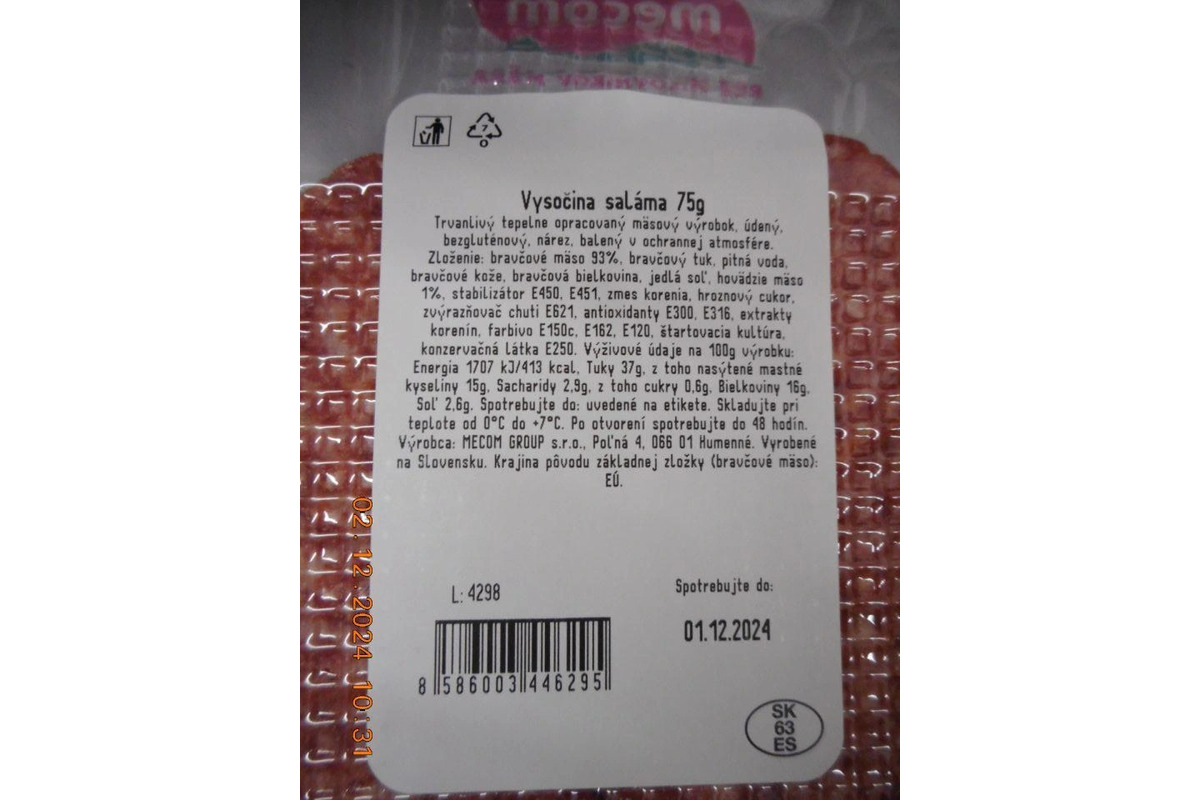 mecom
7
O
Vysočina saláma 75g
Trvanlivý tepelne opracovaný mäsový výrobok, údený,
bezgluténový, nárez, balený v ochrannej atmosfére.
Zloženie: bravčové mäso 93%, bravčový tuk, pitná voda,
bravčové kože, bravčová bielkovina, jedlá soľ, hovädzie mäso
1%, stabilizátor E450, E451, zmes korenia, hroznový cukor,
zvýrazňovač chuti E621, antioxidanty E300, E316, extrakty
korenín, farbivo E150c, E162, E120, štartovacia kultúra,
konzervačná látka E250. Výživové údaje na 100g výrobku:
Energia 1707 kJ/413 kcal, Tuky 37g, z toho nasýtené mastné
kyseliny 15g, Sacharidy 2,9g, z toho cukry 0,6g, Bielkoviny 16g,
Soľ 2,6g. Spotrebujte do: uvedené na etikete. Skladujte pri
teplote od 0°C do +7°C. Po otvorení spotrebujte do 48 hodín.
Výrobca: MECOM GROUP s.r.o., Poľná 4, 066 01 Humenné. Vyrobené
na Slovensku. Krajina pôvodu základnej zložky (bravčové mäso):
EÚ.
L: 4298
Spotrebujte do:
01.12.2024
8 586003 446295
SK
63
ES
02.12.2024 10:31